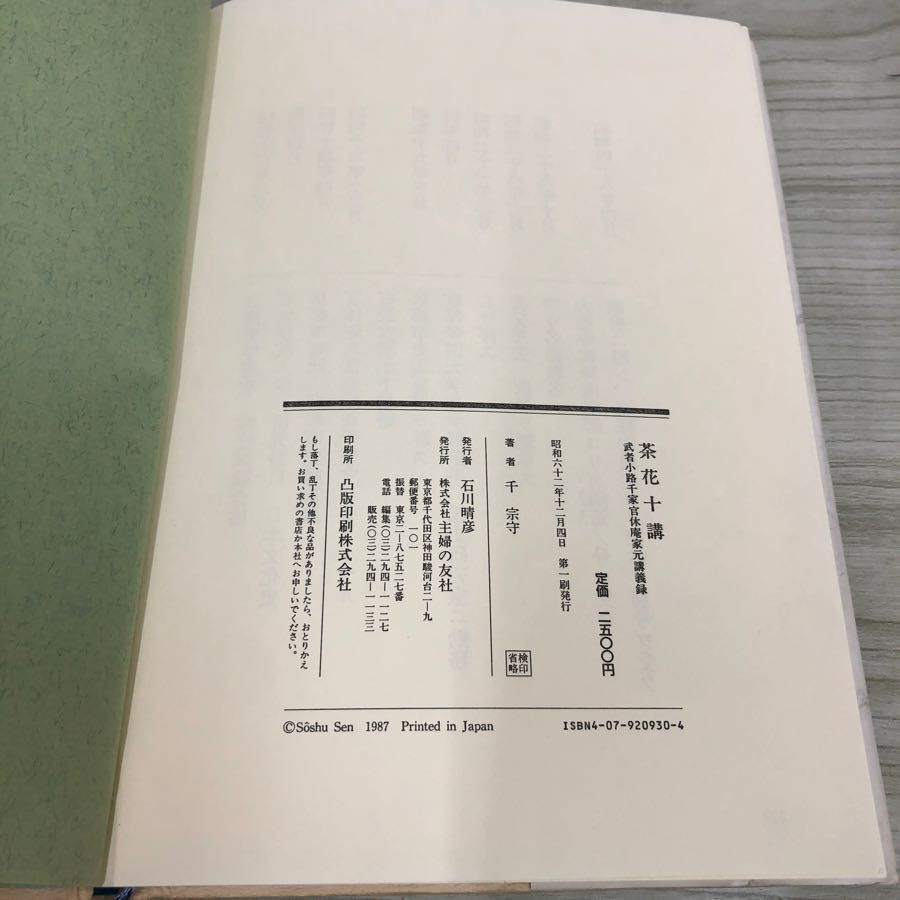 茶花十講
武者小路千家官休庵家元講義録
定価 二五〇〇円
昭和六十二年十二月四日 第一刷発行
著者 千 宗守
検印
省略
発行者 石川晴彦
発行所 株式会社 主婦の友社
東京都千代田区神田駿河台二―九
郵便番号 一〇一
振替 東京二―八七五二七番
電話 編集(〇三)二九四―一一二七
販売(〇三)二九四―一一三三
印刷所 凸版印刷株式会社
もし落丁、乱丁その他不良な品がありましたら、おとりかえ
します。お買い求めの書店か本社へお申しいでください。
©Sôshu Sen 1987 Printed in Japan
ISBN4-07-920930-4